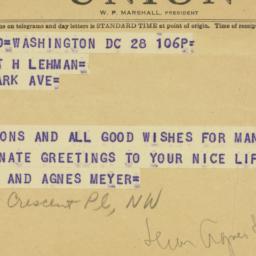 UNION
W. P. MARSHALL, PRESIDENT
me on telegrams and day letters is STANDARD TIME at point of origin. Time of receip
D=WASHINGTON DC 28 106P=
T H LEHMAN=
ARK AVE=
ONS AND ALL GOOD WISHES FOR MAN
NATE GREETINGS TO YOUR NICE LIF
AND AGNES MEYER=
Crescent Pl, NW
Agnes